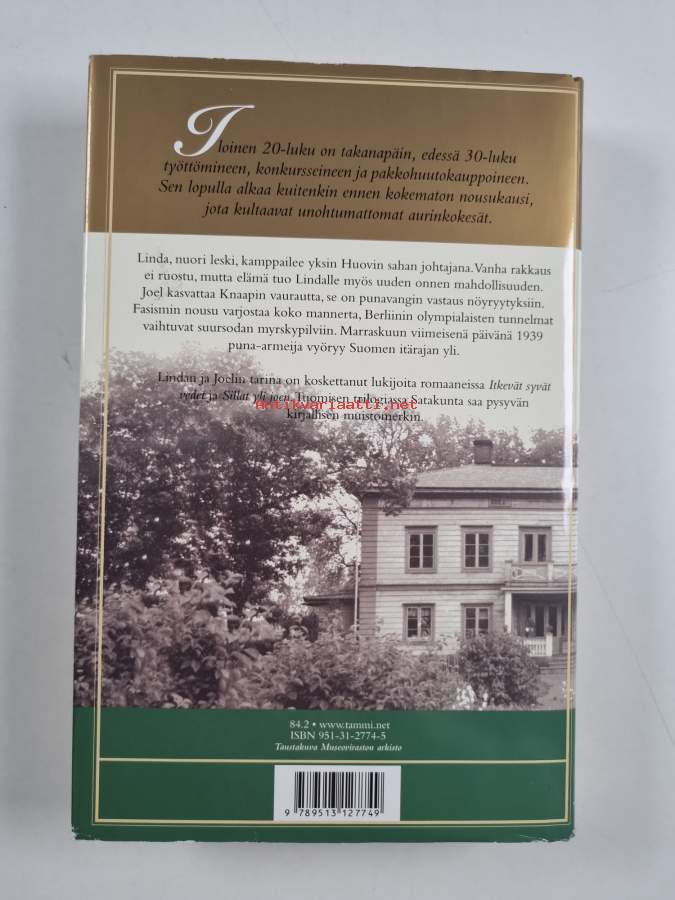 Iloinen 20-luku on takanapäin, edessä 30-luku
työttömineen, konkursseineen ja pakkohuutokauppoineen.
Sen lopulla alkaa kuitenkin ennen kokematon nousukausi,
jota kultaavat unohtumattomat aurinkokesät.
Linda, nuori leski, kamppailee yksin Huovin sahan johtajana. Vanha rakkaus
ei ruostu, mutta elämä tuo Lindalle myös uuden onnen mahdollisuuden.
Joel kasvattaa Knaapin vaurautta, se on punavangin vastaus nöyryytyksiin.
Fasismin nousu varjostaa koko mannerta, Berliinin olympialaisten tunnelmat
vaihtuvat suursodan myrskypilviin. Marraskuun viimeisenä päivänä 1939
puna-armeija vyöryy Suomen itärajan yli.
Lindan ja Joelin tarina on koskettanut lukijoita romaaneissa Itkevät syvät
vedet ja Sillat yli joen. Tuomisen trilogiassa Satakunta saa pysyvän
antikvariaatti.net
kirjallisen muistomerkin.
84.2 • www.tammi.net
ISBN 951-31-2774-5
Taustakuva Museoviraston arkisto
9 789513 127749